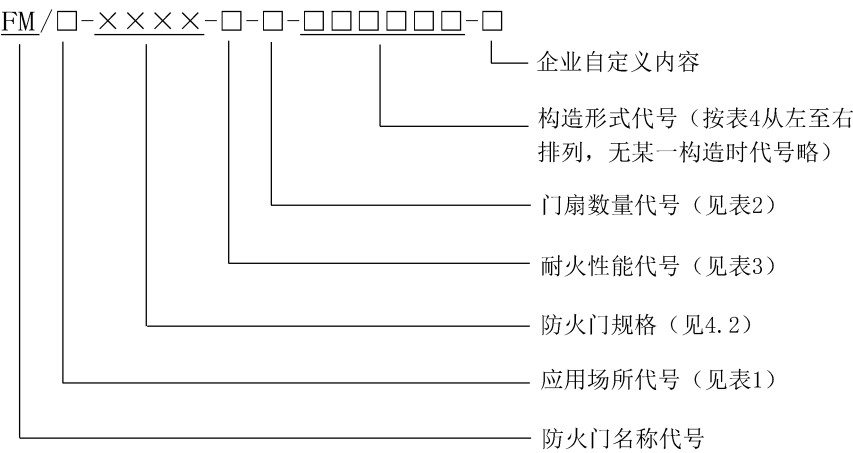 FM/□-××××-□-□-□□□□□□-□
企业自定义内容
构造形式代号（按表4从左至右
排列，无某一构造时代号略）
门扇数量代号（见表2）
耐火性能代号（见表3）
防火门规格（见4.2）
应用场所代号（见表1）
防火门名称代号